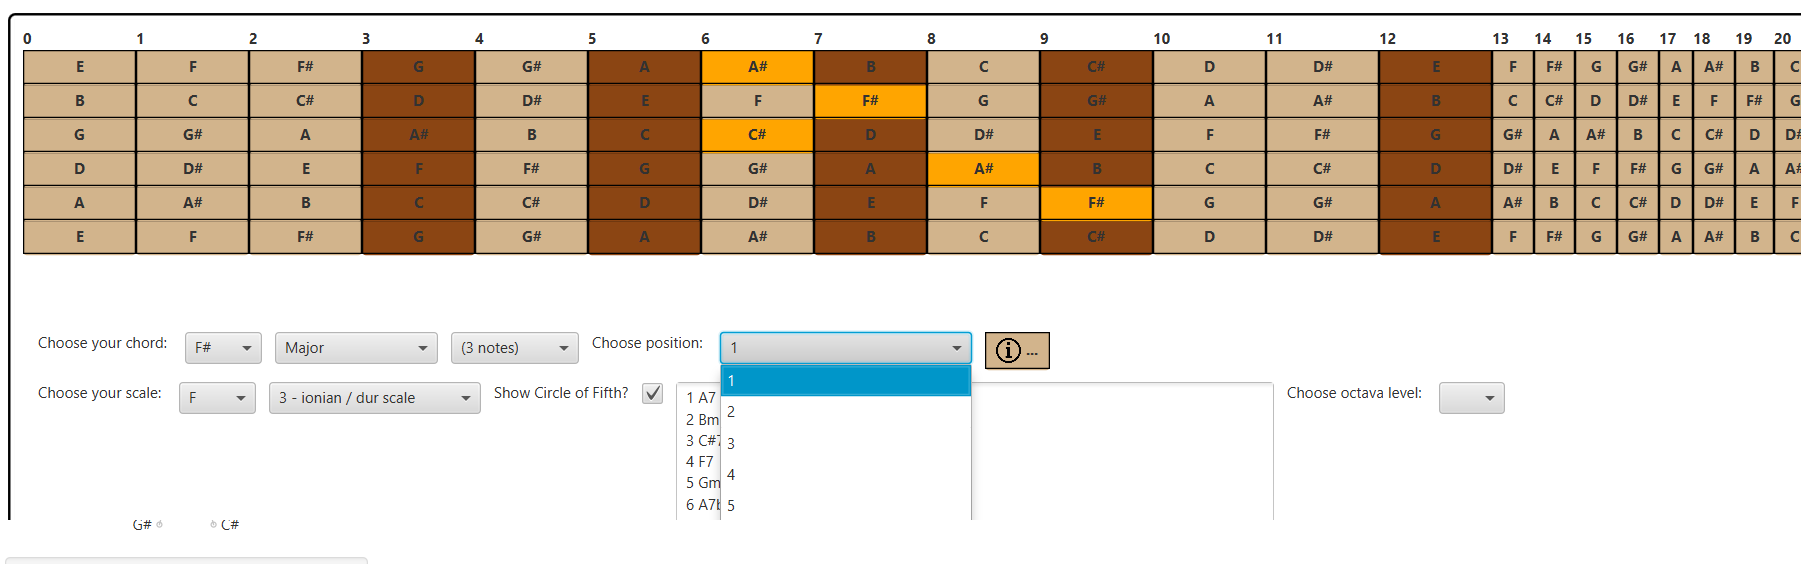 0 1 2 3 4 5 6 7 8 9 10 11 12 13 14 15 16 17 18 19 20
E F F# G G# A A# B C C# D D# E F F# G G# A A# B C
B C C# D D# E F F# G G# A A# B C C# D D# E F F# G
G G# A A# B C C# D D# E F F# G G# A A# B C C# D D#
D D# E F F# G G# A A# B C C# D D# E F F# G G# A A#
A A# B C C# D D# E F F# G G# A A# B C C# D D# E F
E F F# G G# A A# B C C# D D# E F F# G G# A A# B C
Choose your chord: F# Major (3 notes) Choose position: 1 ...
1
2
3
4
5
Choose your scale: F 3 - ionian / dur scale Show Circle of Fifth? Choose octava level:
1 A7
2 Bm
3 C#7
4 F7
5 Gm
6 A7b
G# C#